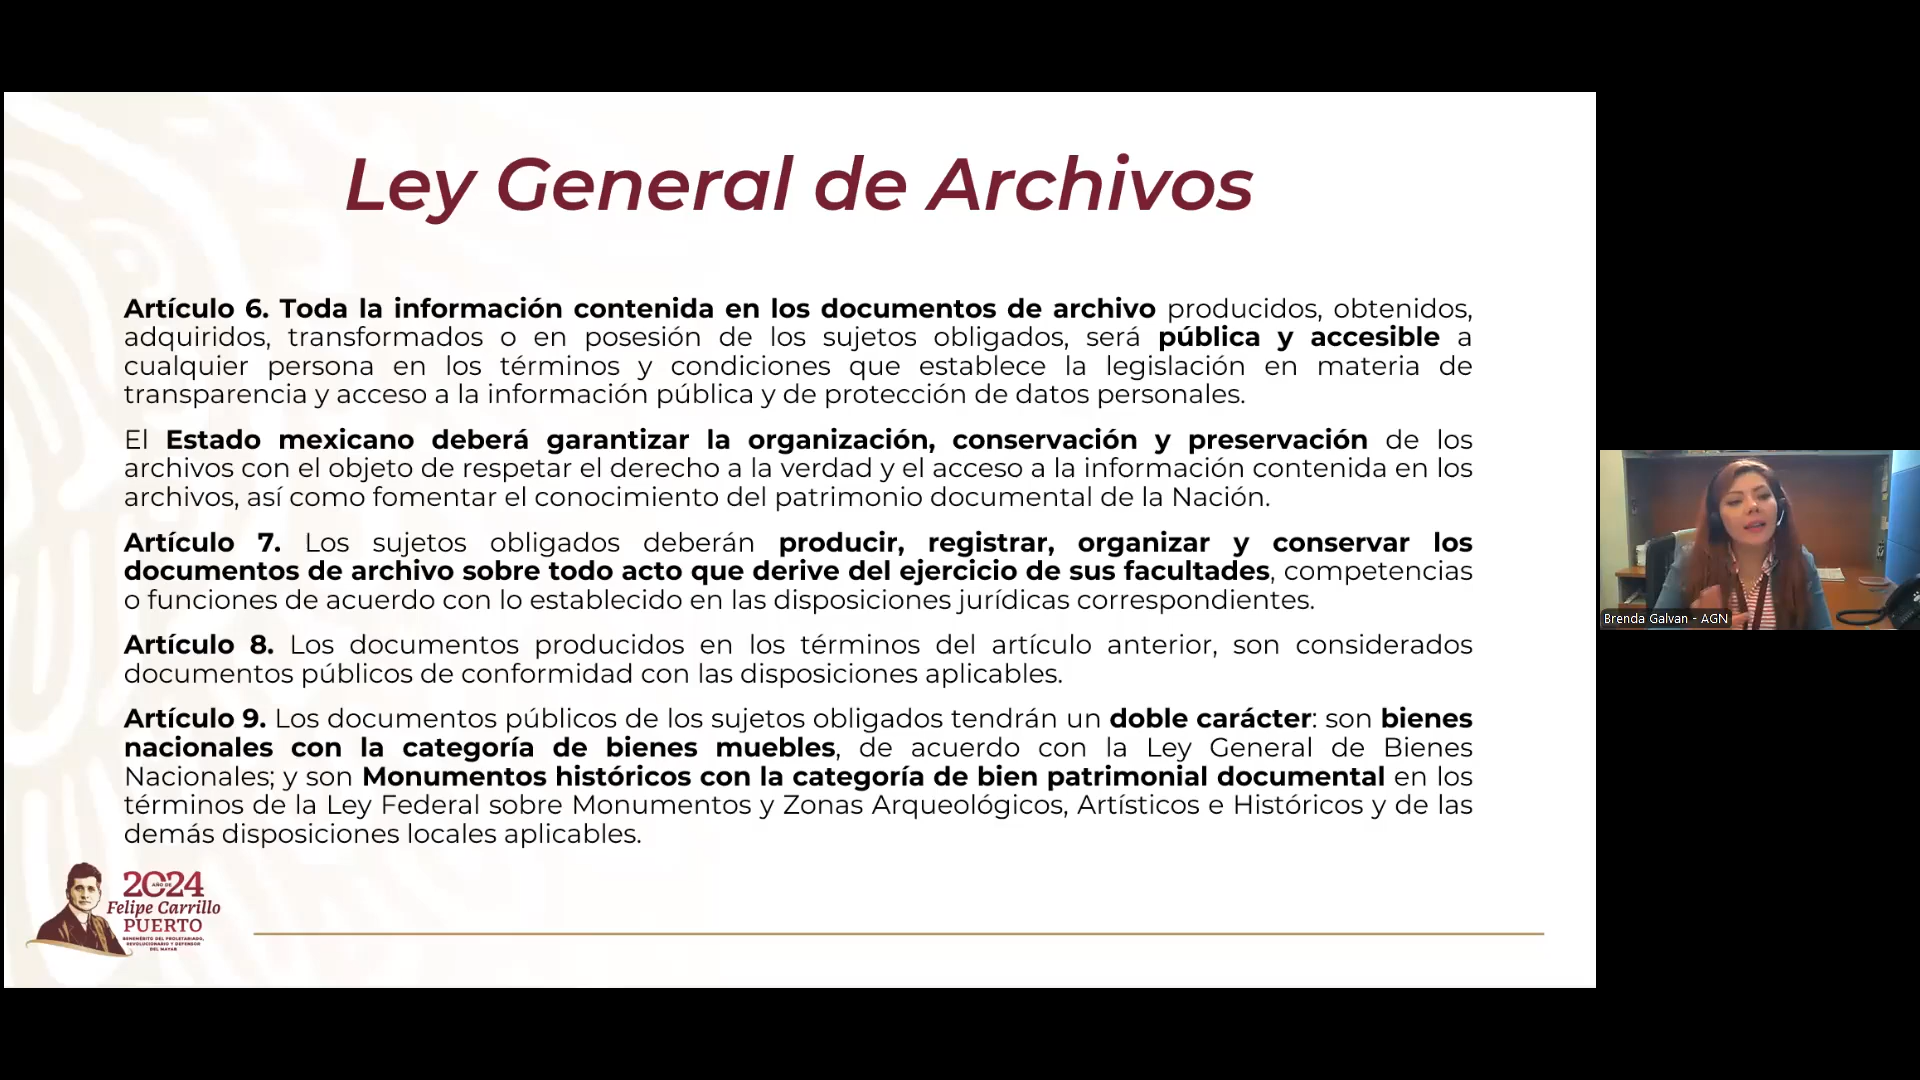 Ley General de Archivos
Artículo 6. Toda la información contenida en los documentos de archivo producidos, obtenidos,
adquiridos, transformados o en posesión de los sujetos obligados, será pública y accesible a
cualquier persona en los términos y condiciones que establece la legislación en materia de
transparencia y acceso a la información pública y de protección de datos personales.
El Estado mexicano deberá garantizar la organización, conservación y preservación de los
archivos con el objeto de respetar el derecho a la verdad y el acceso a la información contenida en los
archivos, así como fomentar el conocimiento del patrimonio documental de la Nación.
Artículo 7. Los sujetos obligados deberán producir, registrar, organizar y conservar los
documentos de archivo sobre todo acto que derive del ejercicio de sus facultades, competencias
o funciones de acuerdo con lo establecido en las disposiciones jurídicas correspondientes.
Artículo 8. Los documentos producidos en los términos del artículo anterior, son considerados
documentos públicos de conformidad con las disposiciones aplicables.
Artículo 9. Los documentos públicos de los sujetos obligados tendrán un doble carácter: son bienes
nacionales con la categoría de bienes muebles, de acuerdo con la Ley General de Bienes
Nacionales; y son Monumentos históricos con la categoría de bien patrimonial documental en los
términos de la Ley Federal sobre Monumentos y Zonas Arqueológicos, Artísticos e Históricos y de las
demás disposiciones locales aplicables.
2024
AÑO DE
Felipe Carrillo
PUERTO
BENEMÉRITO DEL PROLETARIADO,
REVOLUCIONARIO Y DEFENSOR
DEL MAYAB
Brenda Galvan - AGN